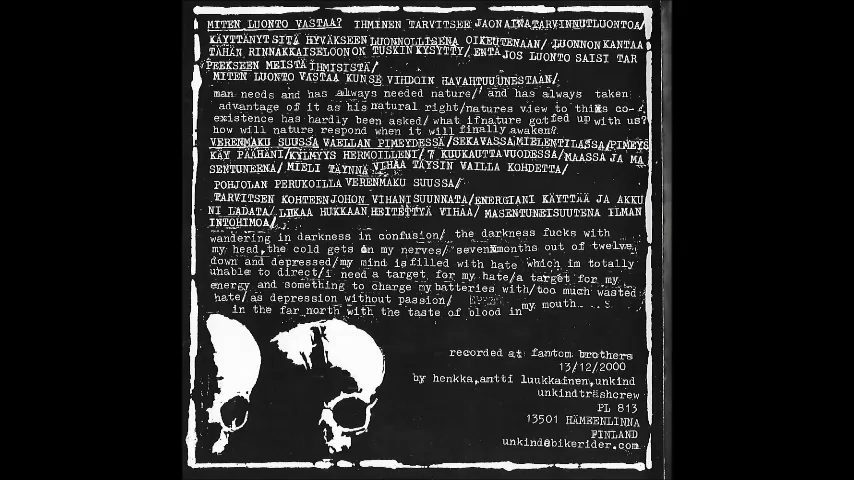 MITEN LUONTO VASTAA? IHMINEN TARVITSEE JAONAINATARVINNUTLUONTOA/
KÄYTTÄNYT SITÄ HYVÄKSEEN LUONNOLLISENA OIKEUTENAAN/ LUONNON KANTAA
TÄHÄN RINNAKKAISELOON ON TUSKIN KYSYTTY/ ENTÄ JOS LUONTO SAISI TAR
PEEKSEEN MEISTÄ IHMISISTÄ/
MITEN LUONTO VASTAA KUN SE VIHDOIN HAVAHTUU UNESTAAN/
man needs and has always needed nature/ and has always taken
advantage of it as his natural right/natures view to this co-
existence has hardly been asked/ what if nature got fed up with us?
how will nature respond when it will finally awaken?
VERENMAKU SUUSSA VAELLAN PIMEYDESSÄ/SEKAVASSA MIELENTILASSA/PIMEYS
KÄY PÄÄHÄNI/KYLMYYS HERMOILLENI/ 7 KUUKAUTTA VUODESSA/ MAASSA JA MA
SENTUNEENA/ MIELI TÄYNNÄ VIHAA TÄYSIN VAILLA KOHDETTA/
POHJOLAN PERUKOILLA VERENMAKU SUUSSA/
TARVITSEN KOHTEEN JOHON VIHANI SUUNNATA/ENERGIANI KÄYTTÄÄ JA AKKU
NI LADATA/ LIIKAA HUKKAAN HEITETTYÄ VIHAA/ MASENTUNEISUUTENA ILMAN
INTOHIMOA/
wandering in darkness in confusion/ the darkness fucks with
my head,the cold gets on my nerves/ seven months out of twelve,
down and depressed/my mind is filled with hate which im totally
unable to direct/i need a target for my hate/a target for my
energy and something to charge my batteries with/too much wasted
hate/as depression without passion/
in the far north with the taste of blood in my mouth
recorded at fantom brothers
13/12/2000
by henkka,antti luukkainen,unkind
unkindträshcrew
PL 813
13501 HÄMEENLINNA
FINLAND
unkind@bikerider.com